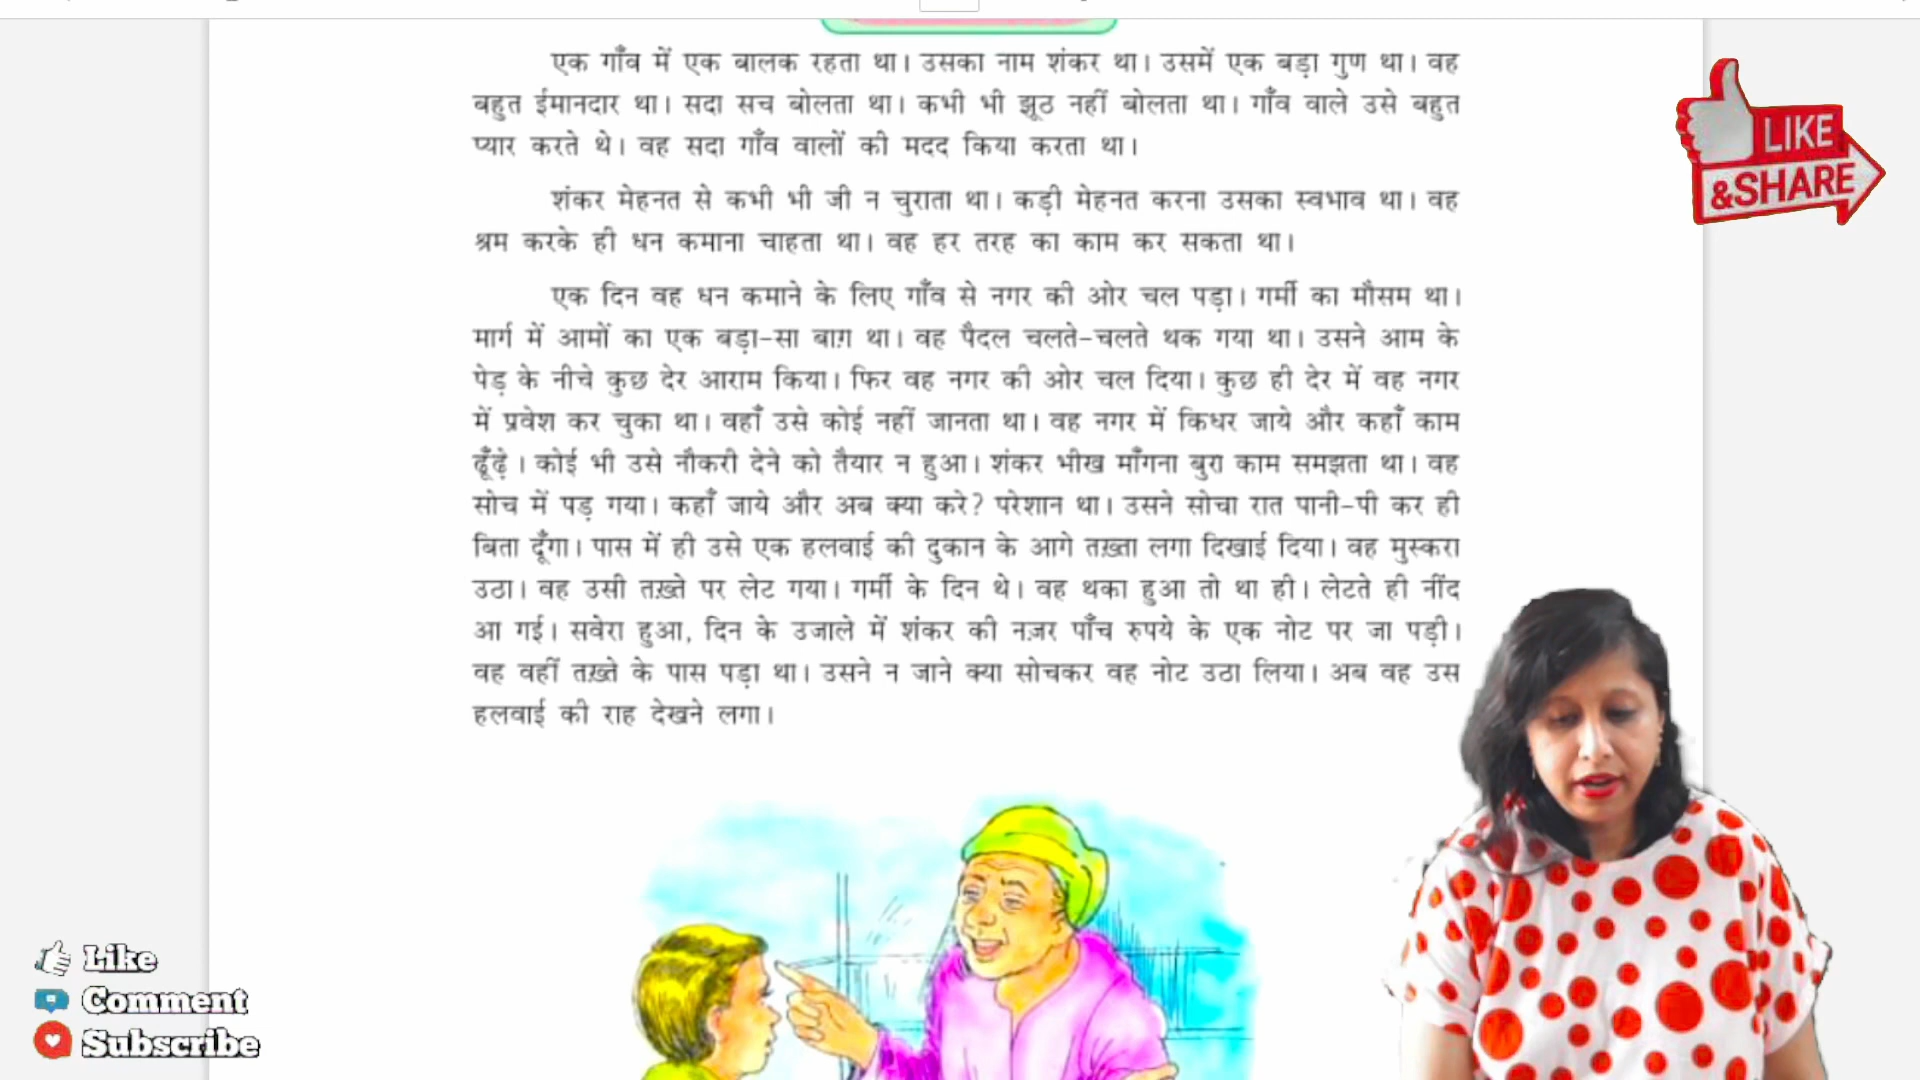 एक गाँव में एक बालक रहता था। उसका नाम शंकर था। उसमें एक बड़ा गुण था। वह
बहुत ईमानदार था। सदा सच बोलता था। कभी भी झूठ नहीं बोलता था। गाँव वाले उसे बहुत
प्यार करते थे। वह सदा गाँव वालों की मदद किया करता था।
शंकर मेहनत से कभी भी जी न चुराता था। कड़ी मेहनत करना उसका स्वभाव था। वह
श्रम करके ही धन कमाना चाहता था। वह हर तरह का काम कर सकता था।
एक दिन वह धन कमाने के लिए गाँव से नगर की ओर चल पड़ा। गर्मी का मौसम था।
मार्ग में आमों का एक बड़ा-सा बाग़ था। वह पैदल चलते-चलते थक गया था। उसने आम के
पेड़ के नीचे कुछ देर आराम किया। फिर वह नगर की ओर चल दिया। कुछ ही देर में वह नगर
में प्रवेश कर चुका था। वहाँ उसे कोई नहीं जानता था। वह नगर में किधर जाये और कहाँ काम
ढूँढ़े। कोई भी उसे नौकरी देने को तैयार न हुआ। शंकर भीख माँगना बुरा काम समझता था। वह
सोच में पड़ गया। कहाँ जाये और अब क्या करे? परेशान था। उसने सोचा रात पानी-पी कर ही
बिता दूँगा। पास में ही उसे एक हलवाई की दुकान के आगे तख़्ता लगा दिखाई दिया। वह मुस्करा
उठा। वह उसी तख़्ते पर लेट गया। गर्मी के दिन थे। वह थका हुआ तो था ही। लेटते ही नींद
आ गई। सवेरा हुआ, दिन के उजाले में शंकर की नज़र पाँच रुपये के एक नोट पर जा पड़ी।
वह वहीं तख़्ते के पास पड़ा था। उसने न जाने क्या सोचकर वह नोट उठा लिया। अब वह उस
हलवाई की राह देखने लगा।
LIKE
&SHARE
Like
Comment
Subscribe